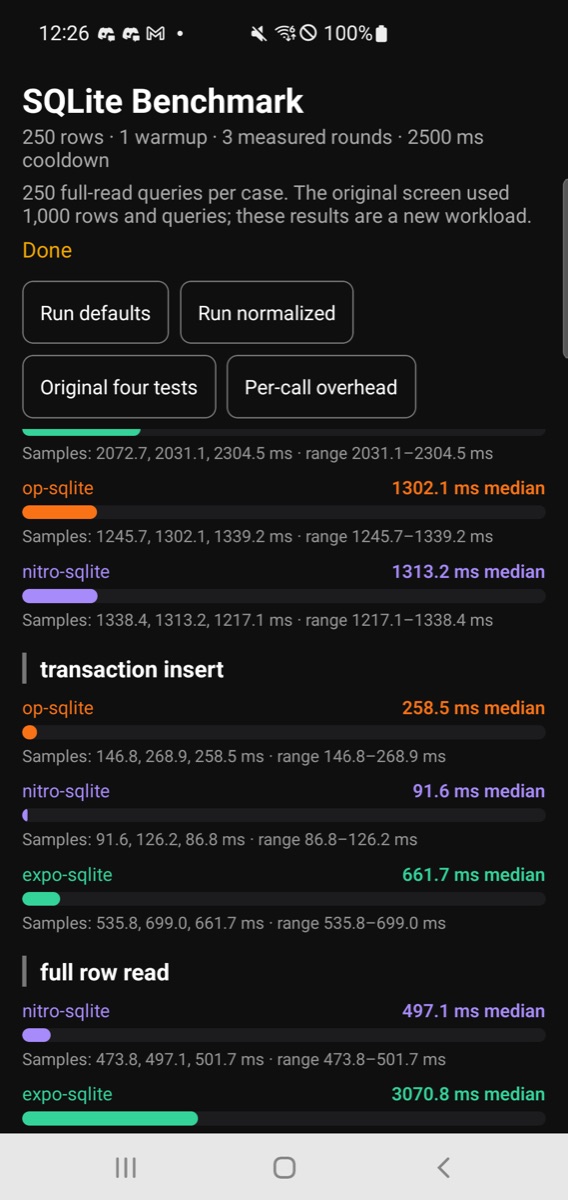 12:26
100%
SQLite Benchmark
250 rows · 1 warmup · 3 measured rounds · 2500 ms
cooldown
250 full-read queries per case. The original screen used
1,000 rows and queries; these results are a new workload.
Done
Run defaults
Run normalized
Original four tests
Per-call overhead
Samples: 2072.7, 2031.1, 2304.5 ms · range 2031.1–2304.5 ms
op-sqlite
1302.1 ms median
Samples: 1245.7, 1302.1, 1339.2 ms · range 1245.7–1339.2 ms
nitro-sqlite
1313.2 ms median
Samples: 1338.4, 1313.2, 1217.1 ms · range 1217.1–1338.4 ms
transaction insert
op-sqlite
258.5 ms median
Samples: 146.8, 268.9, 258.5 ms · range 146.8–268.9 ms
nitro-sqlite
91.6 ms median
Samples: 91.6, 126.2, 86.8 ms · range 86.8–126.2 ms
expo-sqlite
661.7 ms median
Samples: 535.8, 699.0, 661.7 ms · range 535.8–699.0 ms
full row read
nitro-sqlite
497.1 ms median
Samples: 473.8, 497.1, 501.7 ms · range 473.8–501.7 ms
expo-sqlite
3070.8 ms median